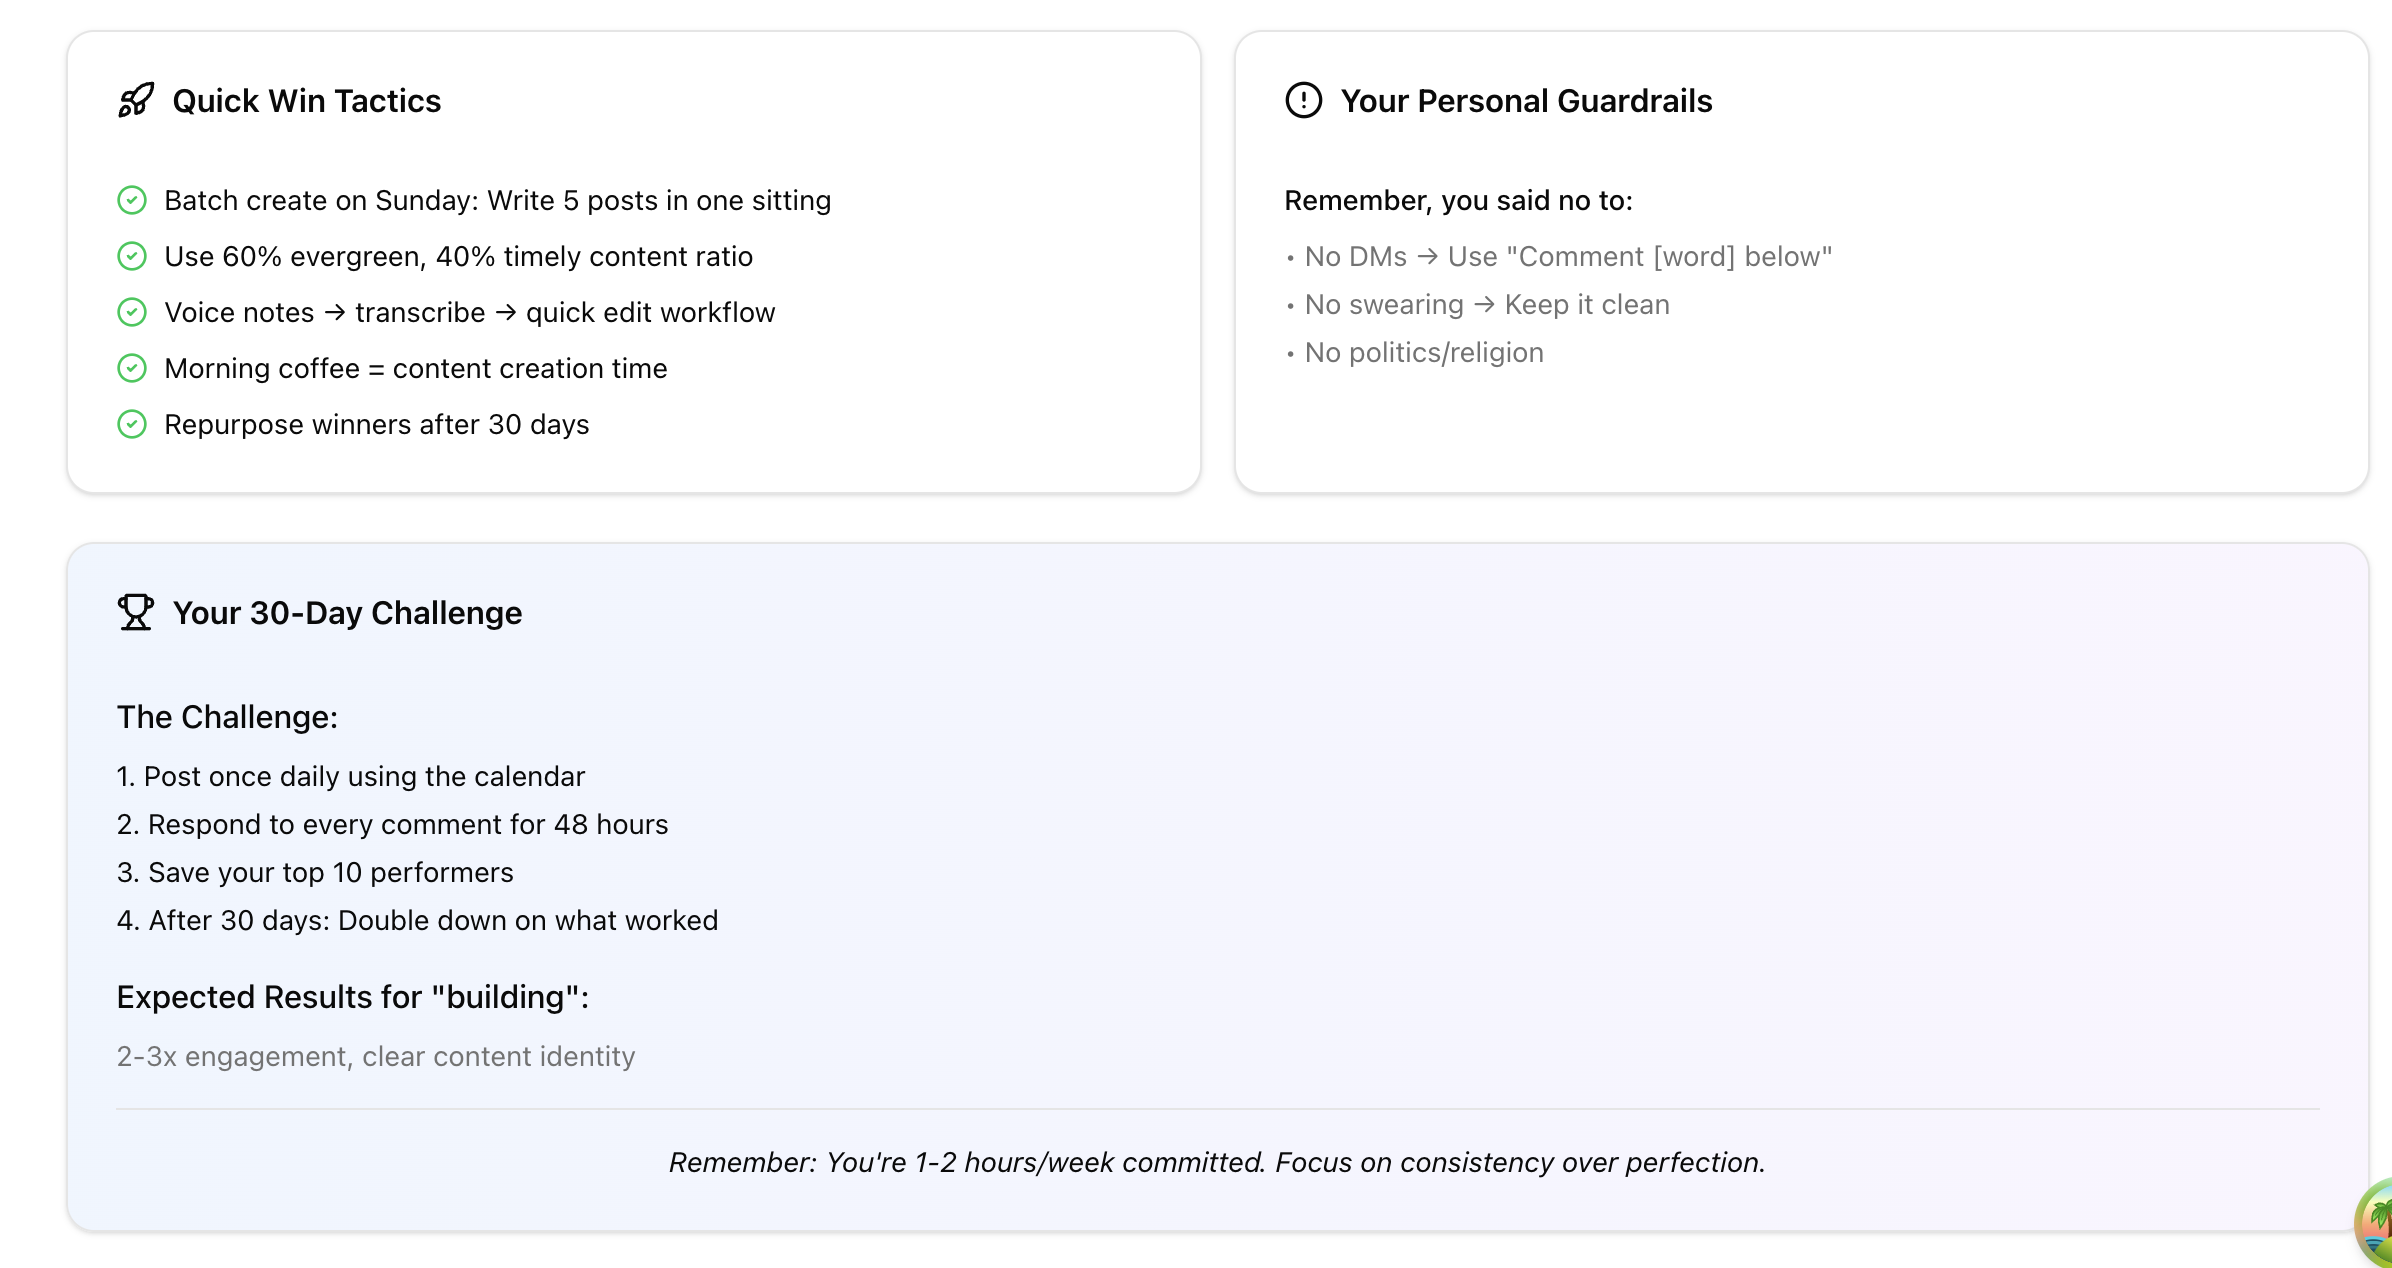 Quick Win Tactics
Batch create on Sunday: Write 5 posts in one sitting
Use 60% evergreen, 40% timely content ratio
Voice notes → transcribe → quick edit workflow
Morning coffee = content creation time
Repurpose winners after 30 days
Your Personal Guardrails
Remember, you said no to:
• No DMs → Use "Comment [word] below"
• No swearing → Keep it clean
• No politics/religion
Your 30-Day Challenge
The Challenge:
1. Post once daily using the calendar
2. Respond to every comment for 48 hours
3. Save your top 10 performers
4. After 30 days: Double down on what worked
Expected Results for "building":
2-3x engagement, clear content identity
Remember: You're 1-2 hours/week committed. Focus on consistency over perfection.